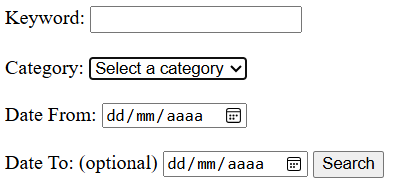 Keyword:
Category: Select a category
Date From: dd/mm/aaaa
Date To: (optional) dd/mm/aaaa Search